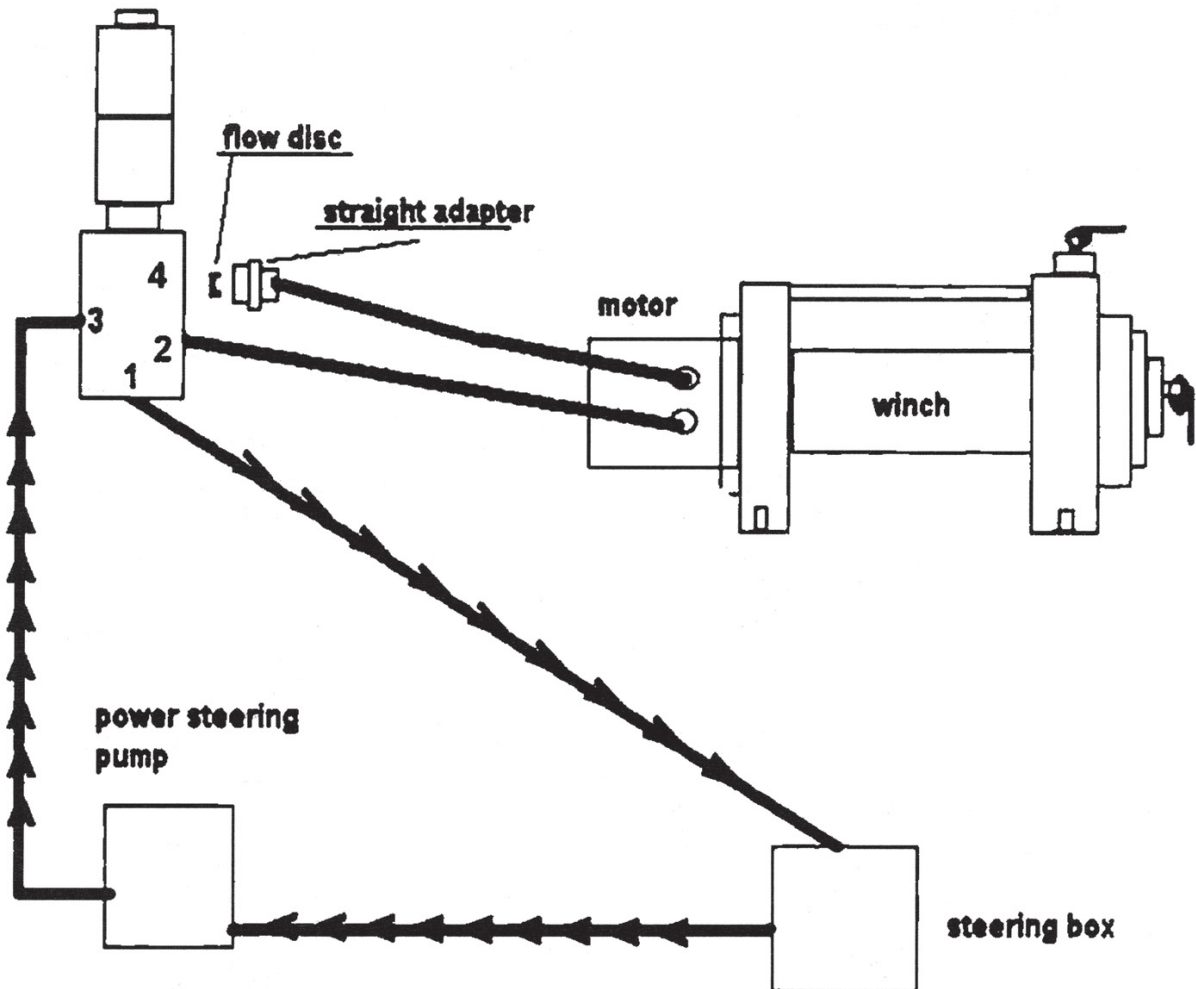 flow disc
straight adapter
4
motor
3
2
1
winch
power steering
pump
steering box